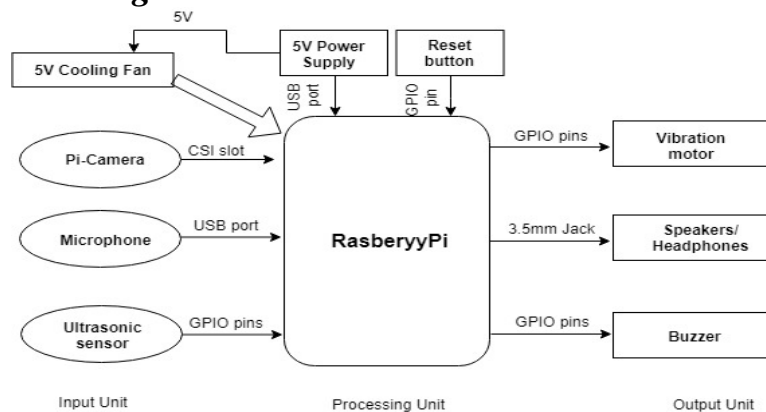 5V
5V Power
Supply
Reset
button
5V Cooling Fan
USB
port
GPIO
pin
Pi-Camera
CSI slot
GPIO pins
Vibration
motor
Microphone
USB port
RasberyyPi
3.5mm Jack
Speakers/
Headphones
Ultrasonic
sensor
GPIO pins
GPIO pins
Buzzer
Input Unit
Processing Unit
Output Unit